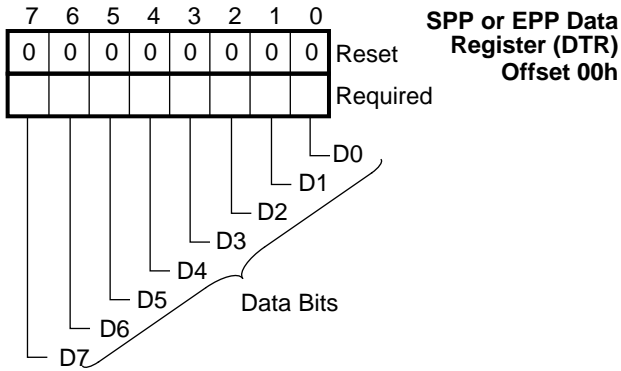 7 6 5 4 3 2 1 0
SPP or EPP Data
Register (DTR)
Offset 00h
0 0 0 0 0 0 0 0 Reset
Required
D0
D1
D2
D3
D4
D5
D6
D7
Data Bits